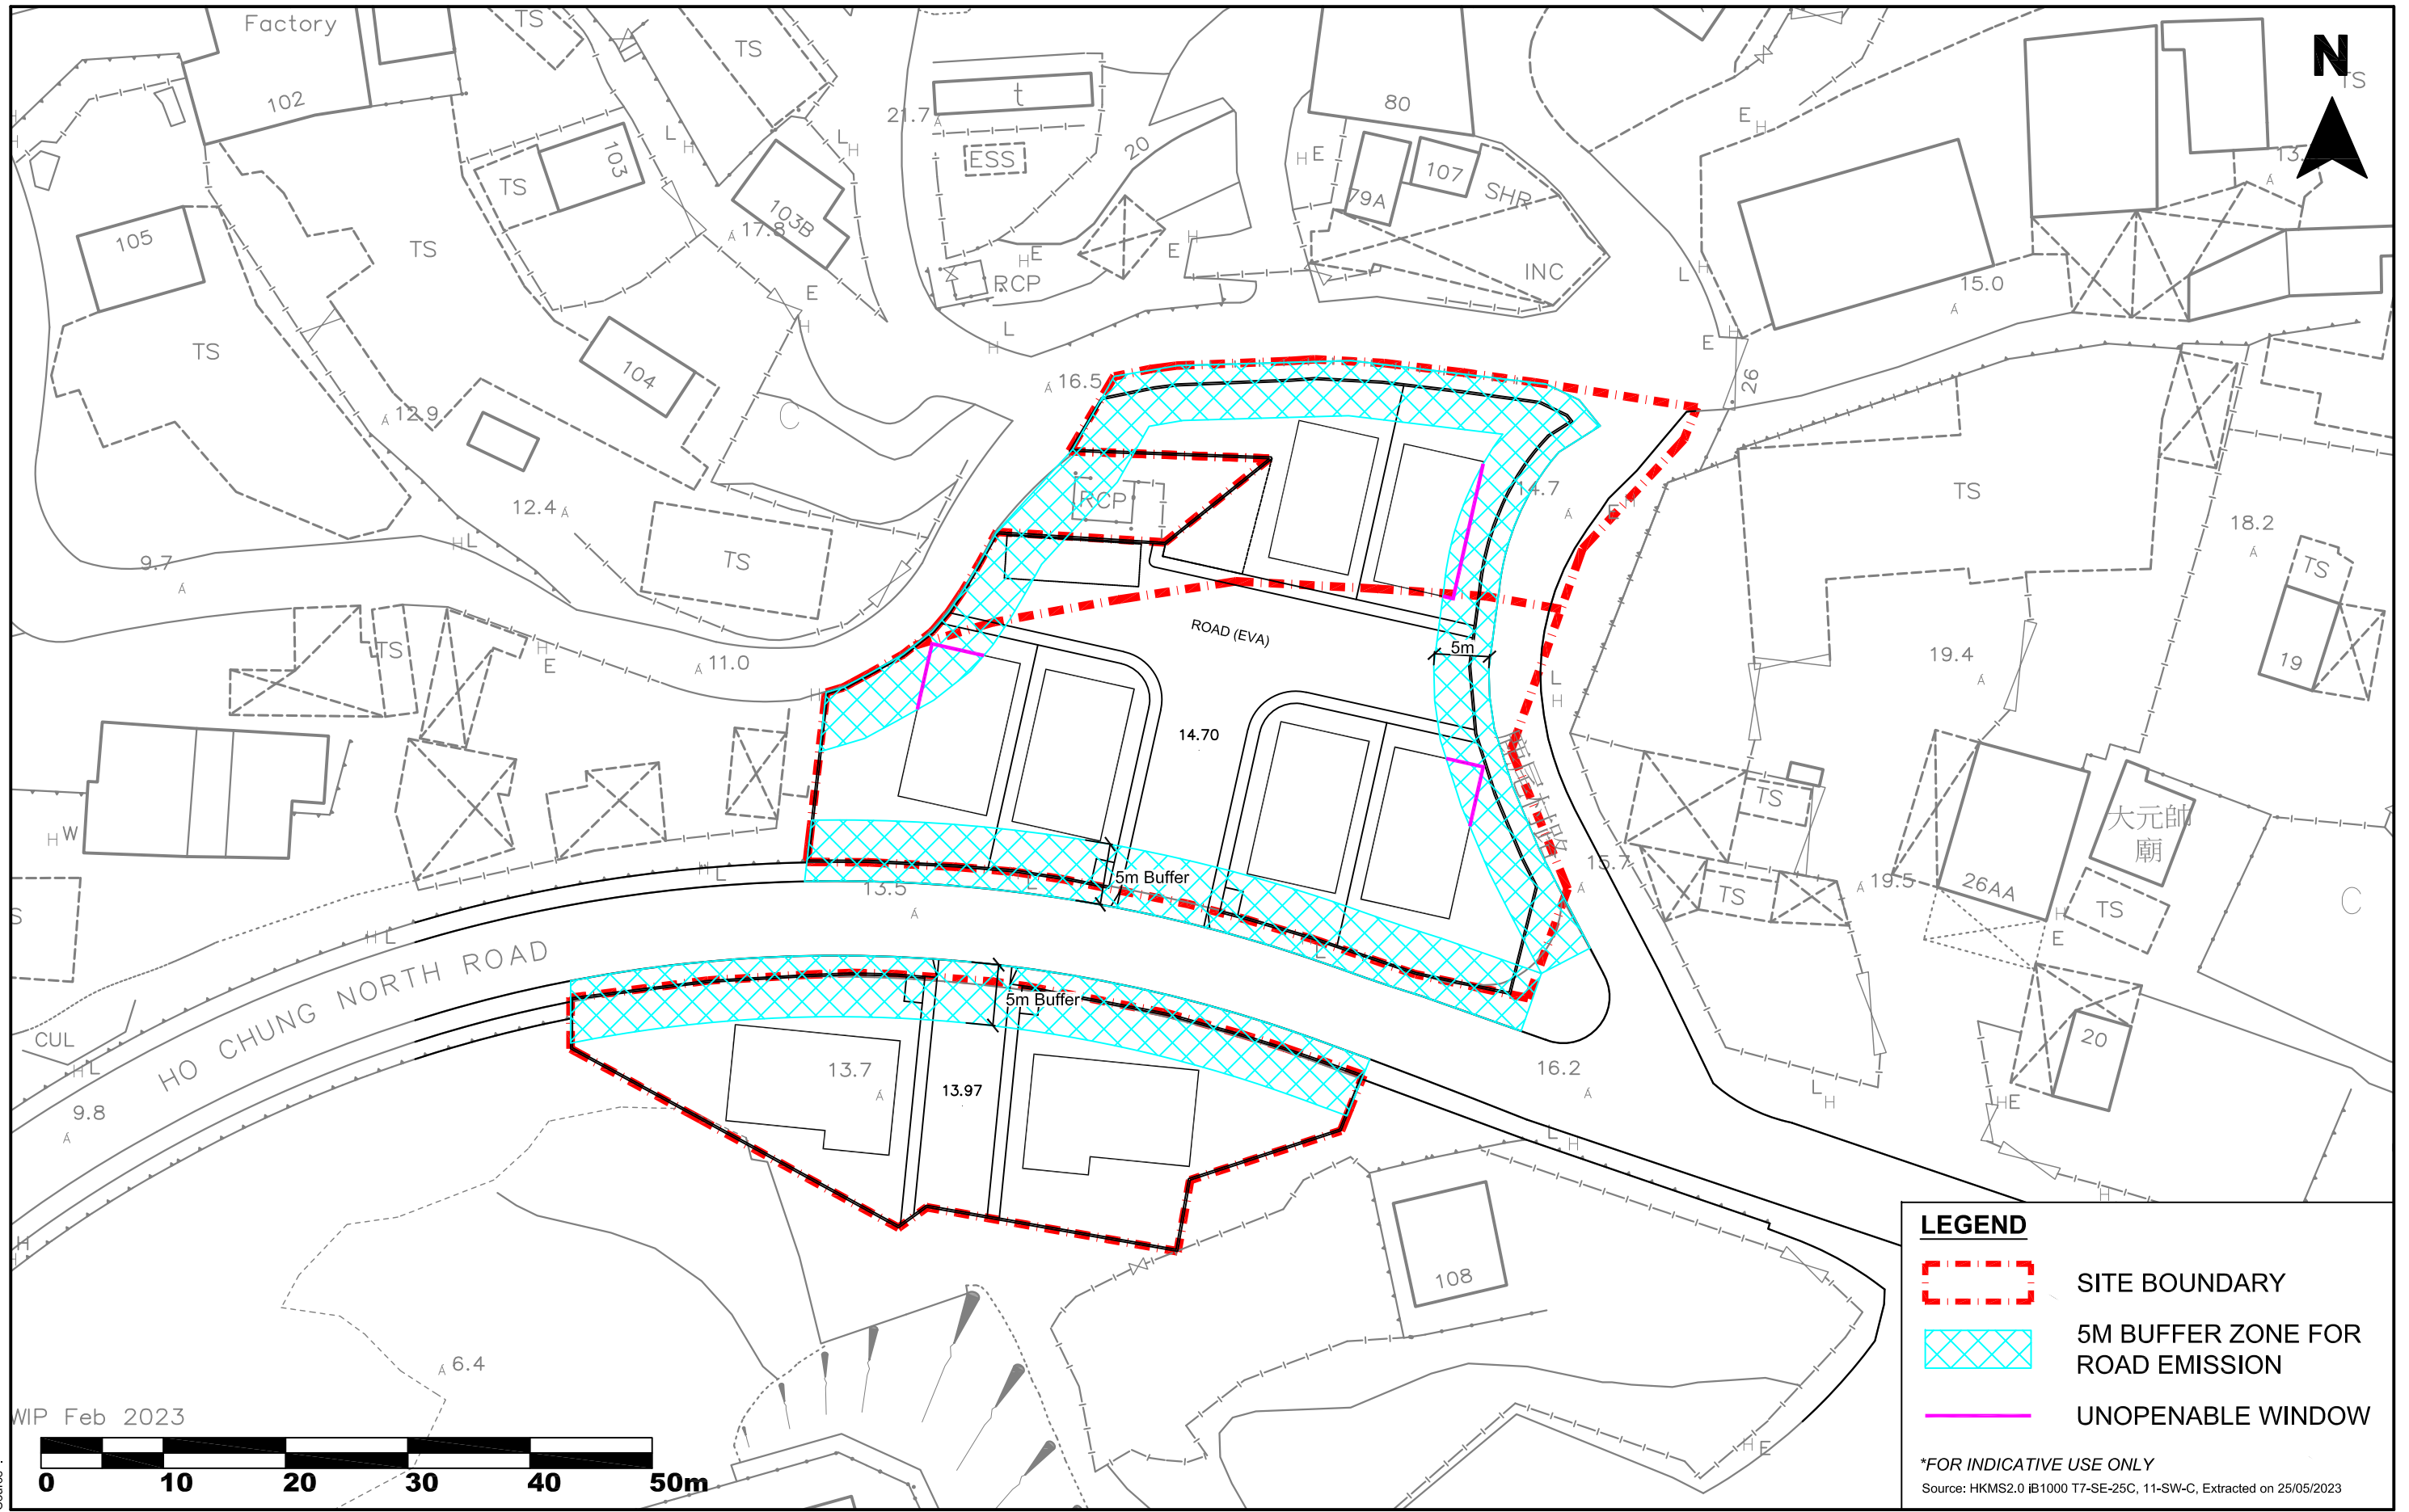 Factory
TS
TS
102
103
TS
L
H
L
H
21.7
t
ESS
20
80
H E
79A
107
SHR
INC
E
H
N
TS
13.
105
TS
TS
17.8
103B
E
H
H
E
RCP
E
H
L
H
L
H
15.0
E
H
26
104
12.9
C
16.5
RCP
14.7
E
TS
18.2
12.4
TS
H L
9.7
TS
H
E
11.0
H
ROAD (EVA)
5m
L
H
19.4
TS
19
14.70
TS
大元帥
廟
H W
H L
13.5
L
5m Buffer
15.7
TS
19.5
26AA
TS
C
H
E
S
H L
HO CHUNG NORTH ROAD
L
5m Buffer
CUL
H L
9.8
13.7
13.97
16.2
L
H
20
H E
L
H
H
H
H
108
6.4
WIP Feb 2023
0 10 20 30 40 50m
H E
LEGEND
SITE BOUNDARY
5M BUFFER ZONE FOR
ROAD EMISSION
UNOPENABLE WINDOW
*FOR INDICATIVE USE ONLY
Source: HKMS2.0 iB1000 T7-SE-25C, 11-SW-C, Extracted on 25/05/2023